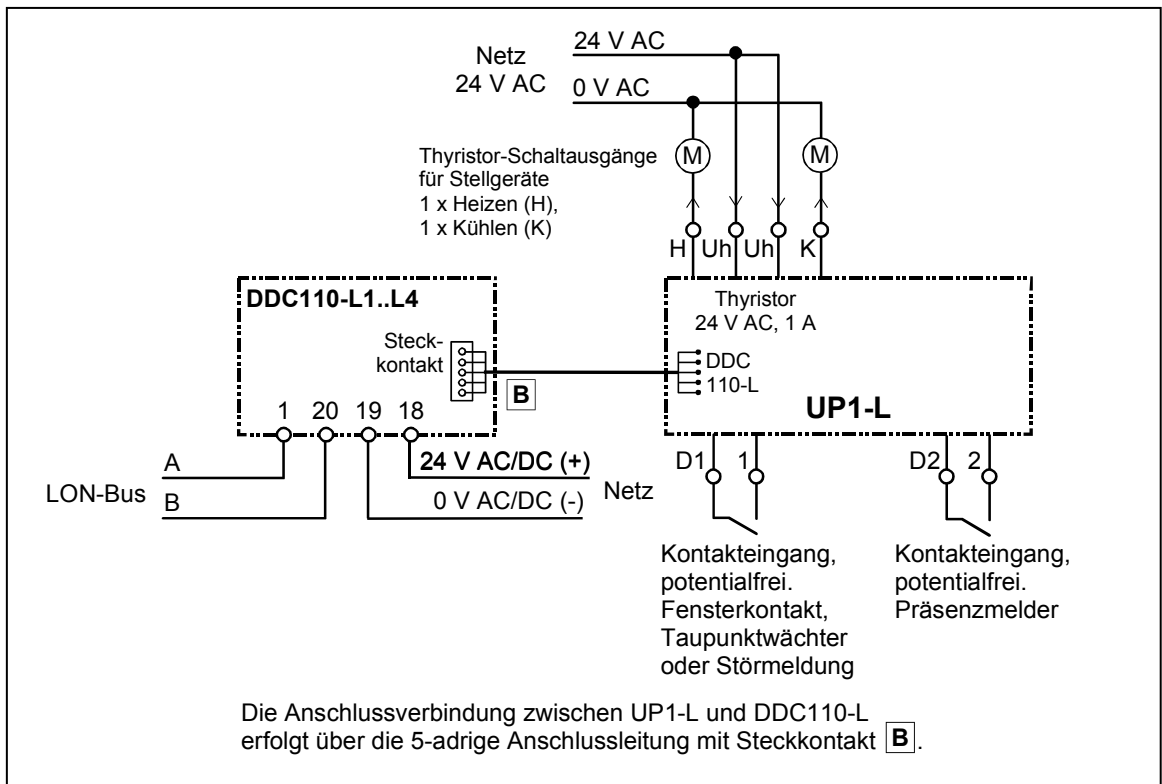 Netz
24 V AC
24 V AC
0 V AC
Thyristor-Schaltausgänge
für Stellgeräte
1 x Heizen (H),
1 x Kühlen (K)
M
M
H
Uh
Uh
K
DDC110-L1..L4
Steck-
kontakt
B
1
20
19
18
Thyristor
24 V AC, 1 A
DDC
110-L
UP1-L
LON-Bus
A
B
24 V AC/DC (+)
0 V AC/DC (-)
Netz
D1
1
D2
2
Kontakteingang,
potentialfrei.
Fensterkontakt,
Taupunktwächter
oder Störmeldung
Kontakteingang,
potentialfrei.
Präsenzmelder
Die Anschlussverbindung zwischen UP1-L und DDC110-L
erfolgt über die 5-adrige Anschlussleitung mit Steckkontakt B.